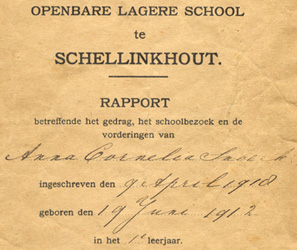 OPENBARE LAGERE SCHOOL
te
SCHELLINKHOUT.
RAPPORT
betreffende het gedrag, het schoolbezoek en de
vorderingen van
Anna Cornelia
ingeschreven den 9 April 1918
geboren den 19 Juni 1912
in het 1e leerjaar.